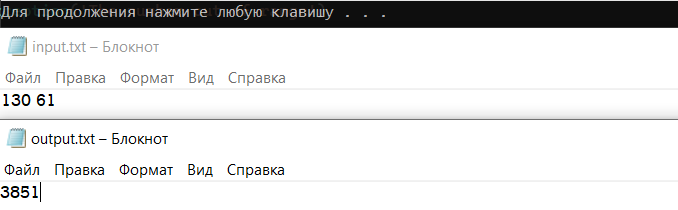 Для продолжения нажмите любую клавишу . . .
input.txt – Блокнот
Файл Правка Формат Вид Справка
130 61
output.txt – Блокнот
Файл Правка Формат Вид Справка
3851